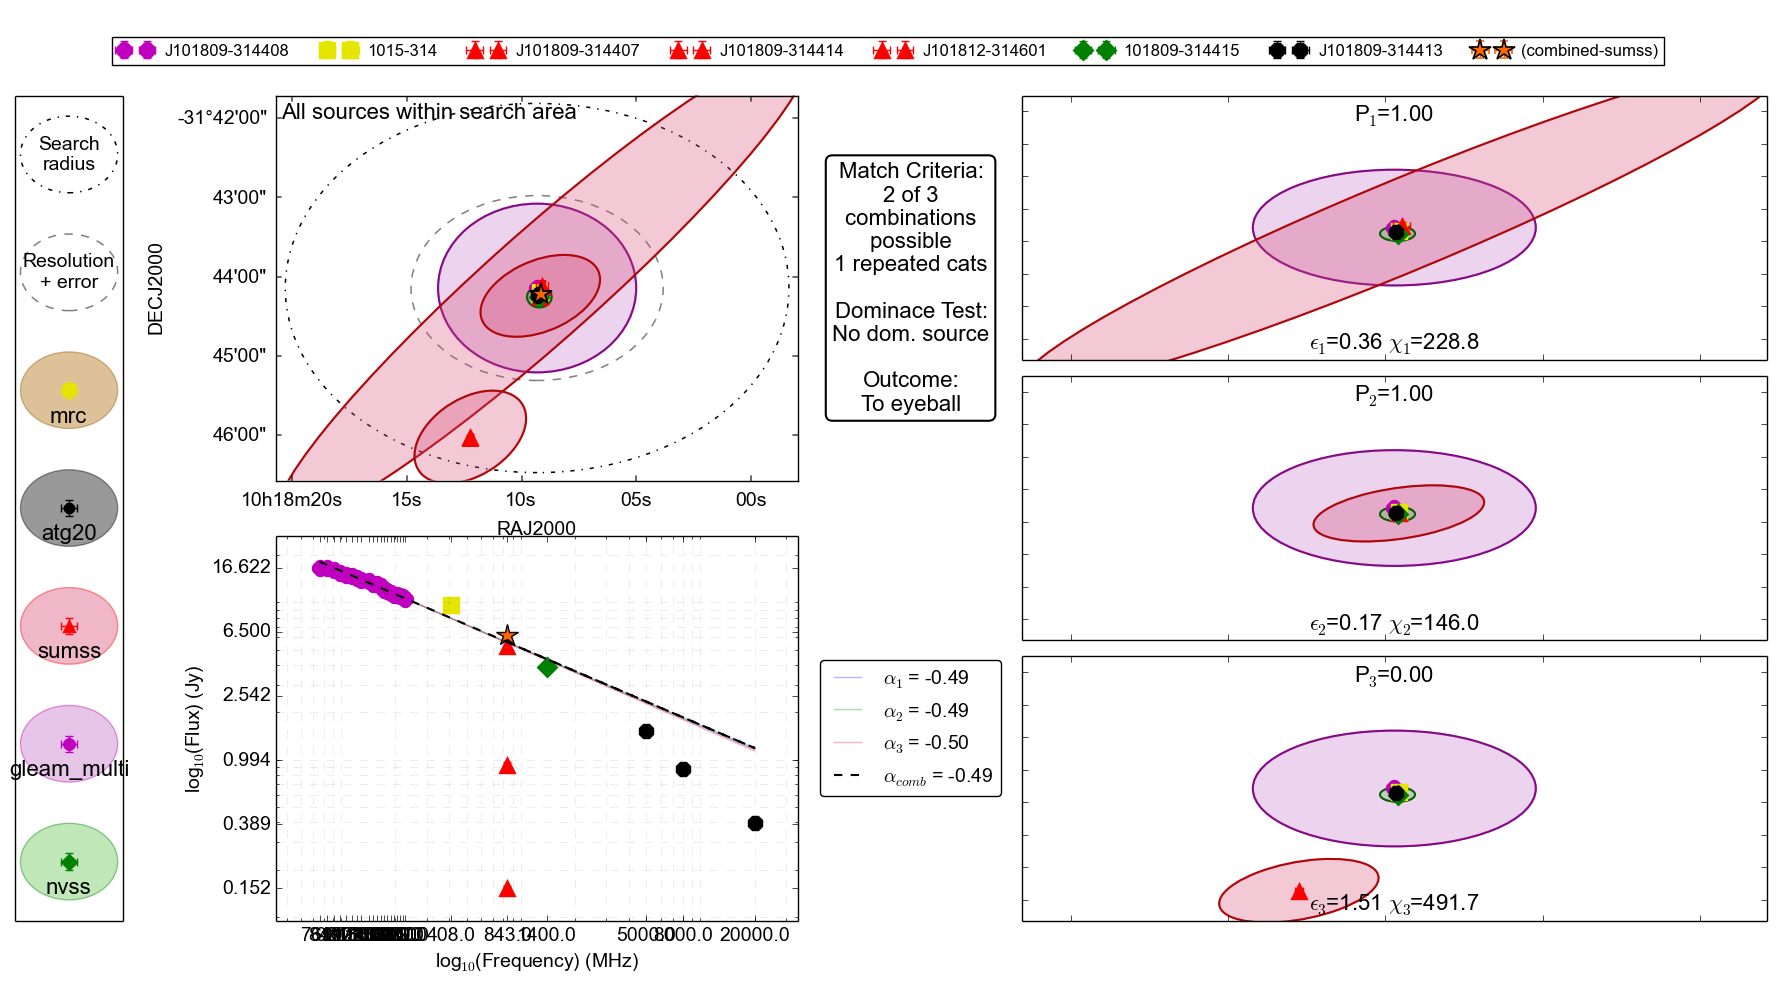 J101809-314408
1015-314
J101809-314407
J101809-314414
J101812-314601
101809-314415
J101809-314413
(combined-sumss)
Search
radius
Resolution
+ error
mrc
atg20
sumss
gleam_multi
nvss
All sources within search area
DECJ2000
-31°42'00"
43'00"
44'00"
45'00"
46'00"
10h18m20s
15s
10s
05s
00s
RAJ2000
log10(Flux) (Jy)
16.622
6.500
2.542
0.994
0.389
0.152
408.0
843.0
1400.0
5000.0
8000.0
20000.0
log10(Frequency) (MHz)
Match Criteria:
2 of 3
combinations
possible
1 repeated cats
Dominace Test:
No dom. source
Outcome:
To eyeball
α1 = -0.49
α2 = -0.49
α3 = -0.50
αcomb = -0.49
P1=1.00
ϵ1=0.36 χ1=228.8
P2=1.00
ϵ2=0.17 χ2=146.0
P3=0.00
ϵ3=1.51 χ3=491.7